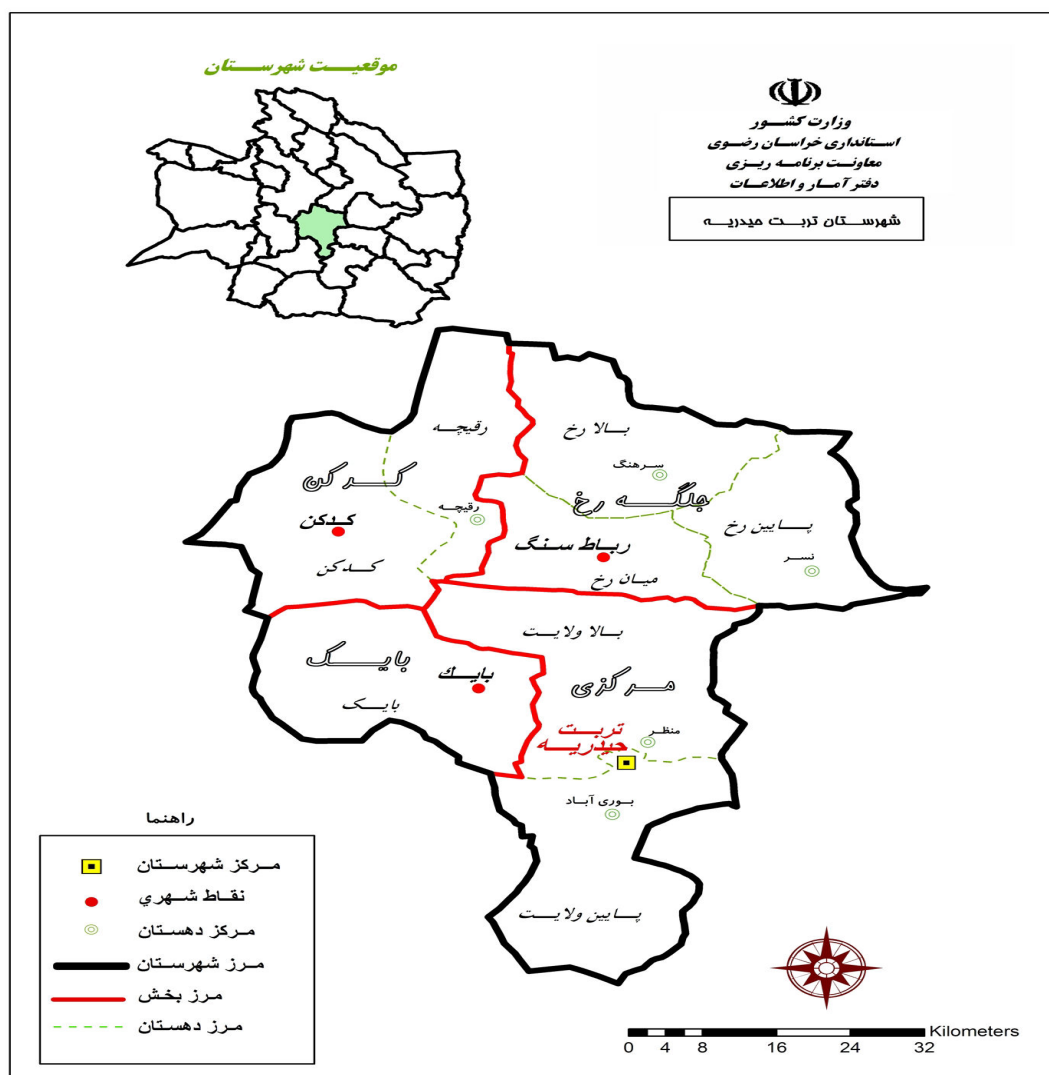 موقعیت شهرستان
وزارت کشور
استانداری خراسان رضوی
معاونت برنامه ریزی
دفتر آمار و اطلاعات
شهرستان تربت حیدریه
رقیچه
بالا رخ
سرهنگ
کدکن
جلگه رخ
رقیچه
پایین رخ
کدکن
رباط سنگ
نسر
کدکن
میان رخ
بالا ولایت
بایک
بایك
مرکزی
بایک
تربت
حیدریه
منظر
بوری آباد
پایین ولایت
راهنما
مرکز شهرستان
نقاط شهري
مرکز دهستان
مرز شهرستان
مرز بخش
مرز دهستان
Kilometers
0 4 8 16 24 32